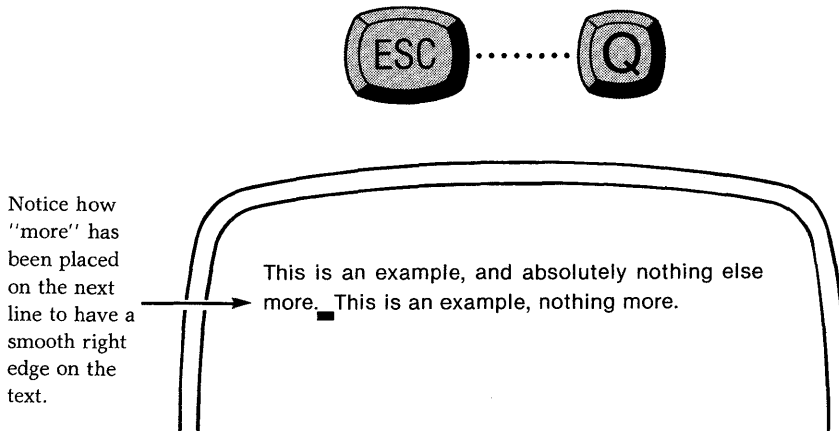 ESC ........ Q
Notice how
"more" has
been placed
on the next
line to have a
smooth right
edge on the
text.
This is an example, and absolutely nothing else
more. This is an example, nothing more.